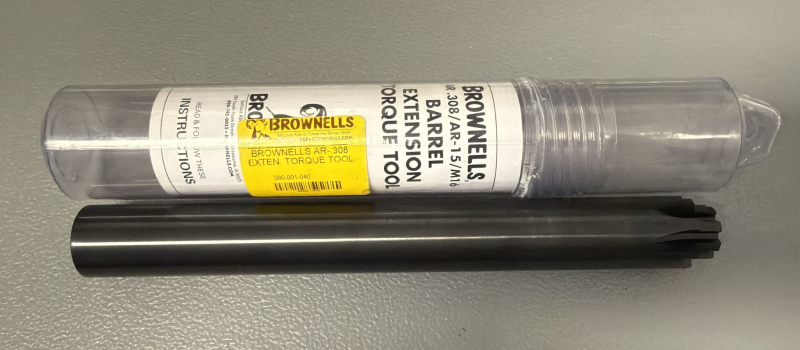 BROWNELLS
AR .308/AR-15/M16
BARREL
EXTENSION
TORQUE TOOL
BROWNELLS
BROWNELLS AR- 308
EXTEN. TORQUE TOOL
080-001-040
READ & FOLLOW THESE
INSTRUCTIONS